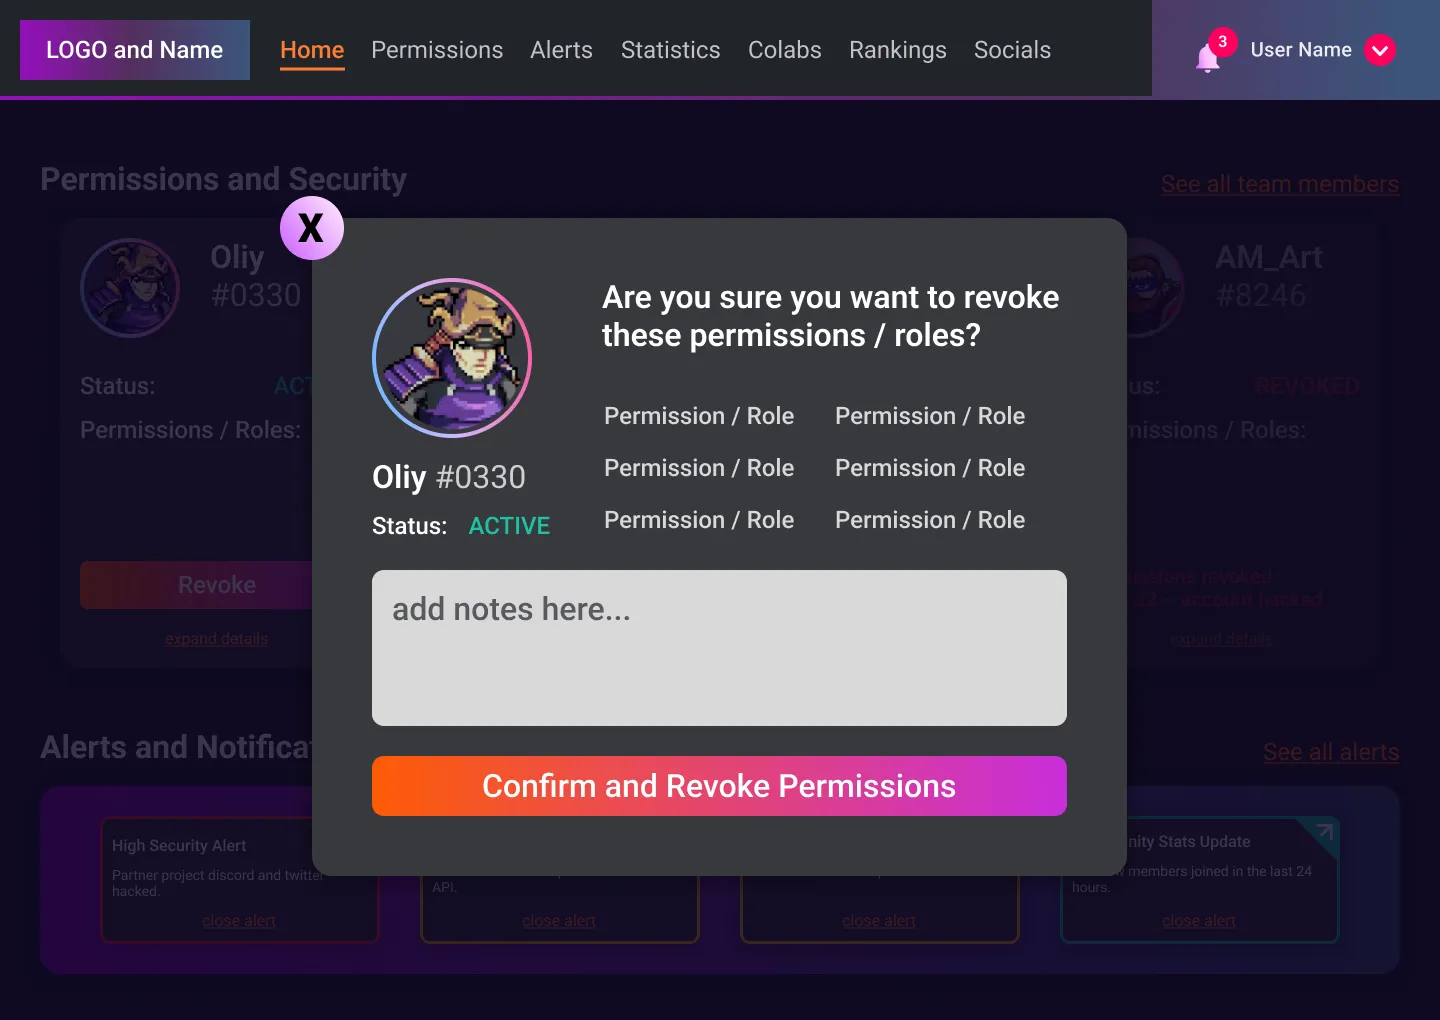 LOGO and Name
Home
Permissions
Alerts
Statistics
Colabs
Rankings
Socials
3
User Name
Permissions and Security
See all team members
X
Oliy
#0330
Status:
ACT
Permissions / Roles:
Revoke
expand details
Are you sure you want to revoke
these permissions / roles?
Permission / Role
Permission / Role
Permission / Role
Permission / Role
Permission / Role
Permission / Role
Oliy #0330
Status: ACTIVE
add notes here...
Confirm and Revoke Permissions
AM_Art
#8246
us:
REVOKED
missions / Roles:
revoked
22 – account hacked
expand details
Alerts and Notificat
See all alerts
High Security Alert
Partner project discord and twitter
hacked.
close alert
API.
close alert
close alert
nity Stats Update
members joined in the last 24
hours.
close alert